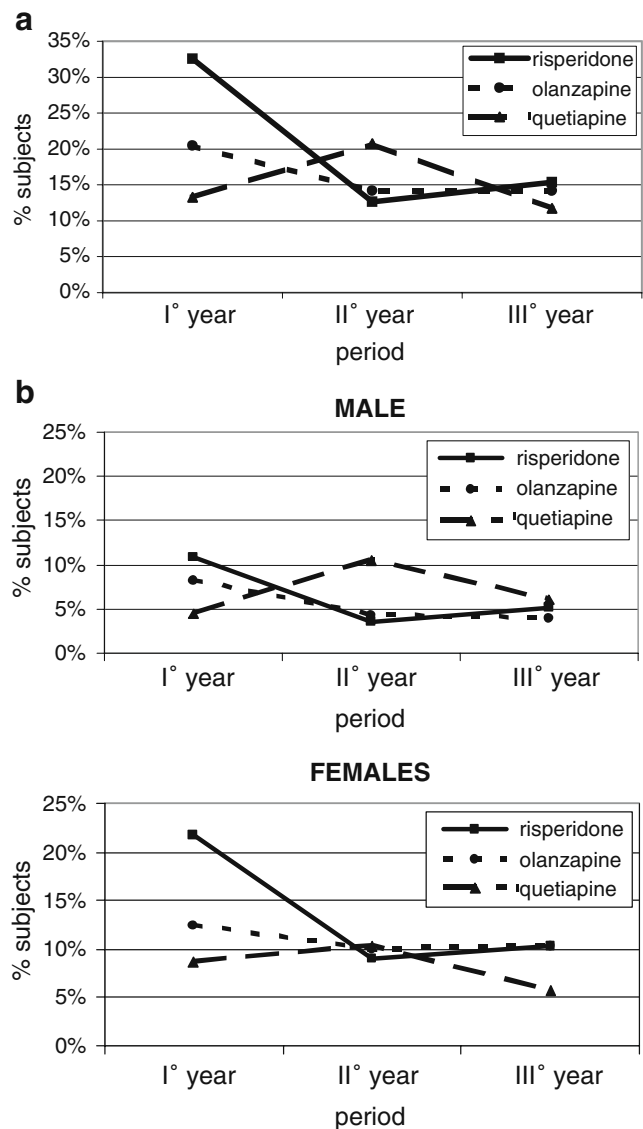 a
35%
30%
25%
20%
15%
10%
5%
0%
% subjects
risperidone
olanzapine
quetiapine
I° year II° year III° year
period
b
MALE
25%
20%
15%
10%
5%
0%
% subjects
risperidone
olanzapine
quetiapine
I° year II° year III° year
period
FEMALES
25%
20%
15%
10%
5%
0%
% subjects
risperidone
olanzapine
quetiapine
I° year II° year III° year
period